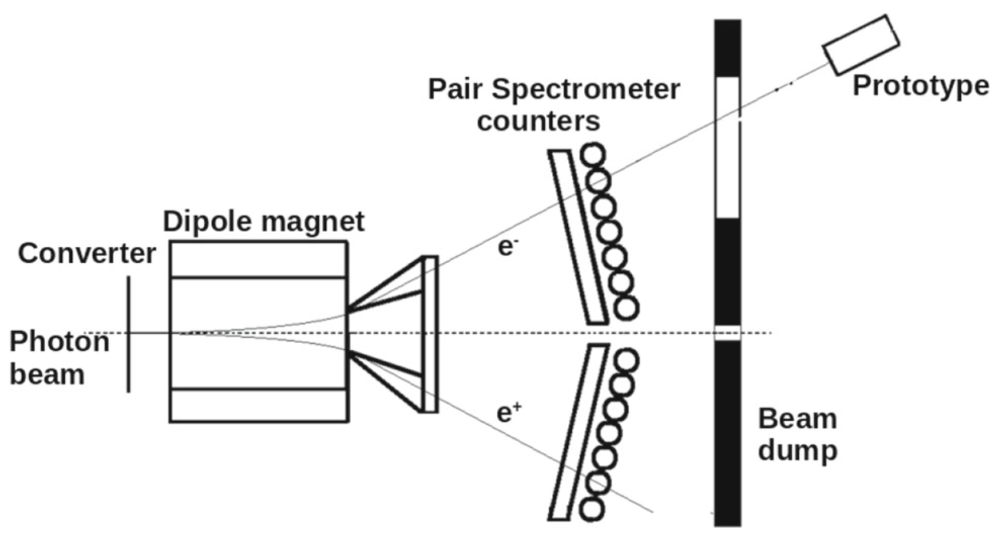 Pair Spectrometer
counters
Prototype
Dipole magnet
Converter
e-
Photon
beam
e+
Beam
dump